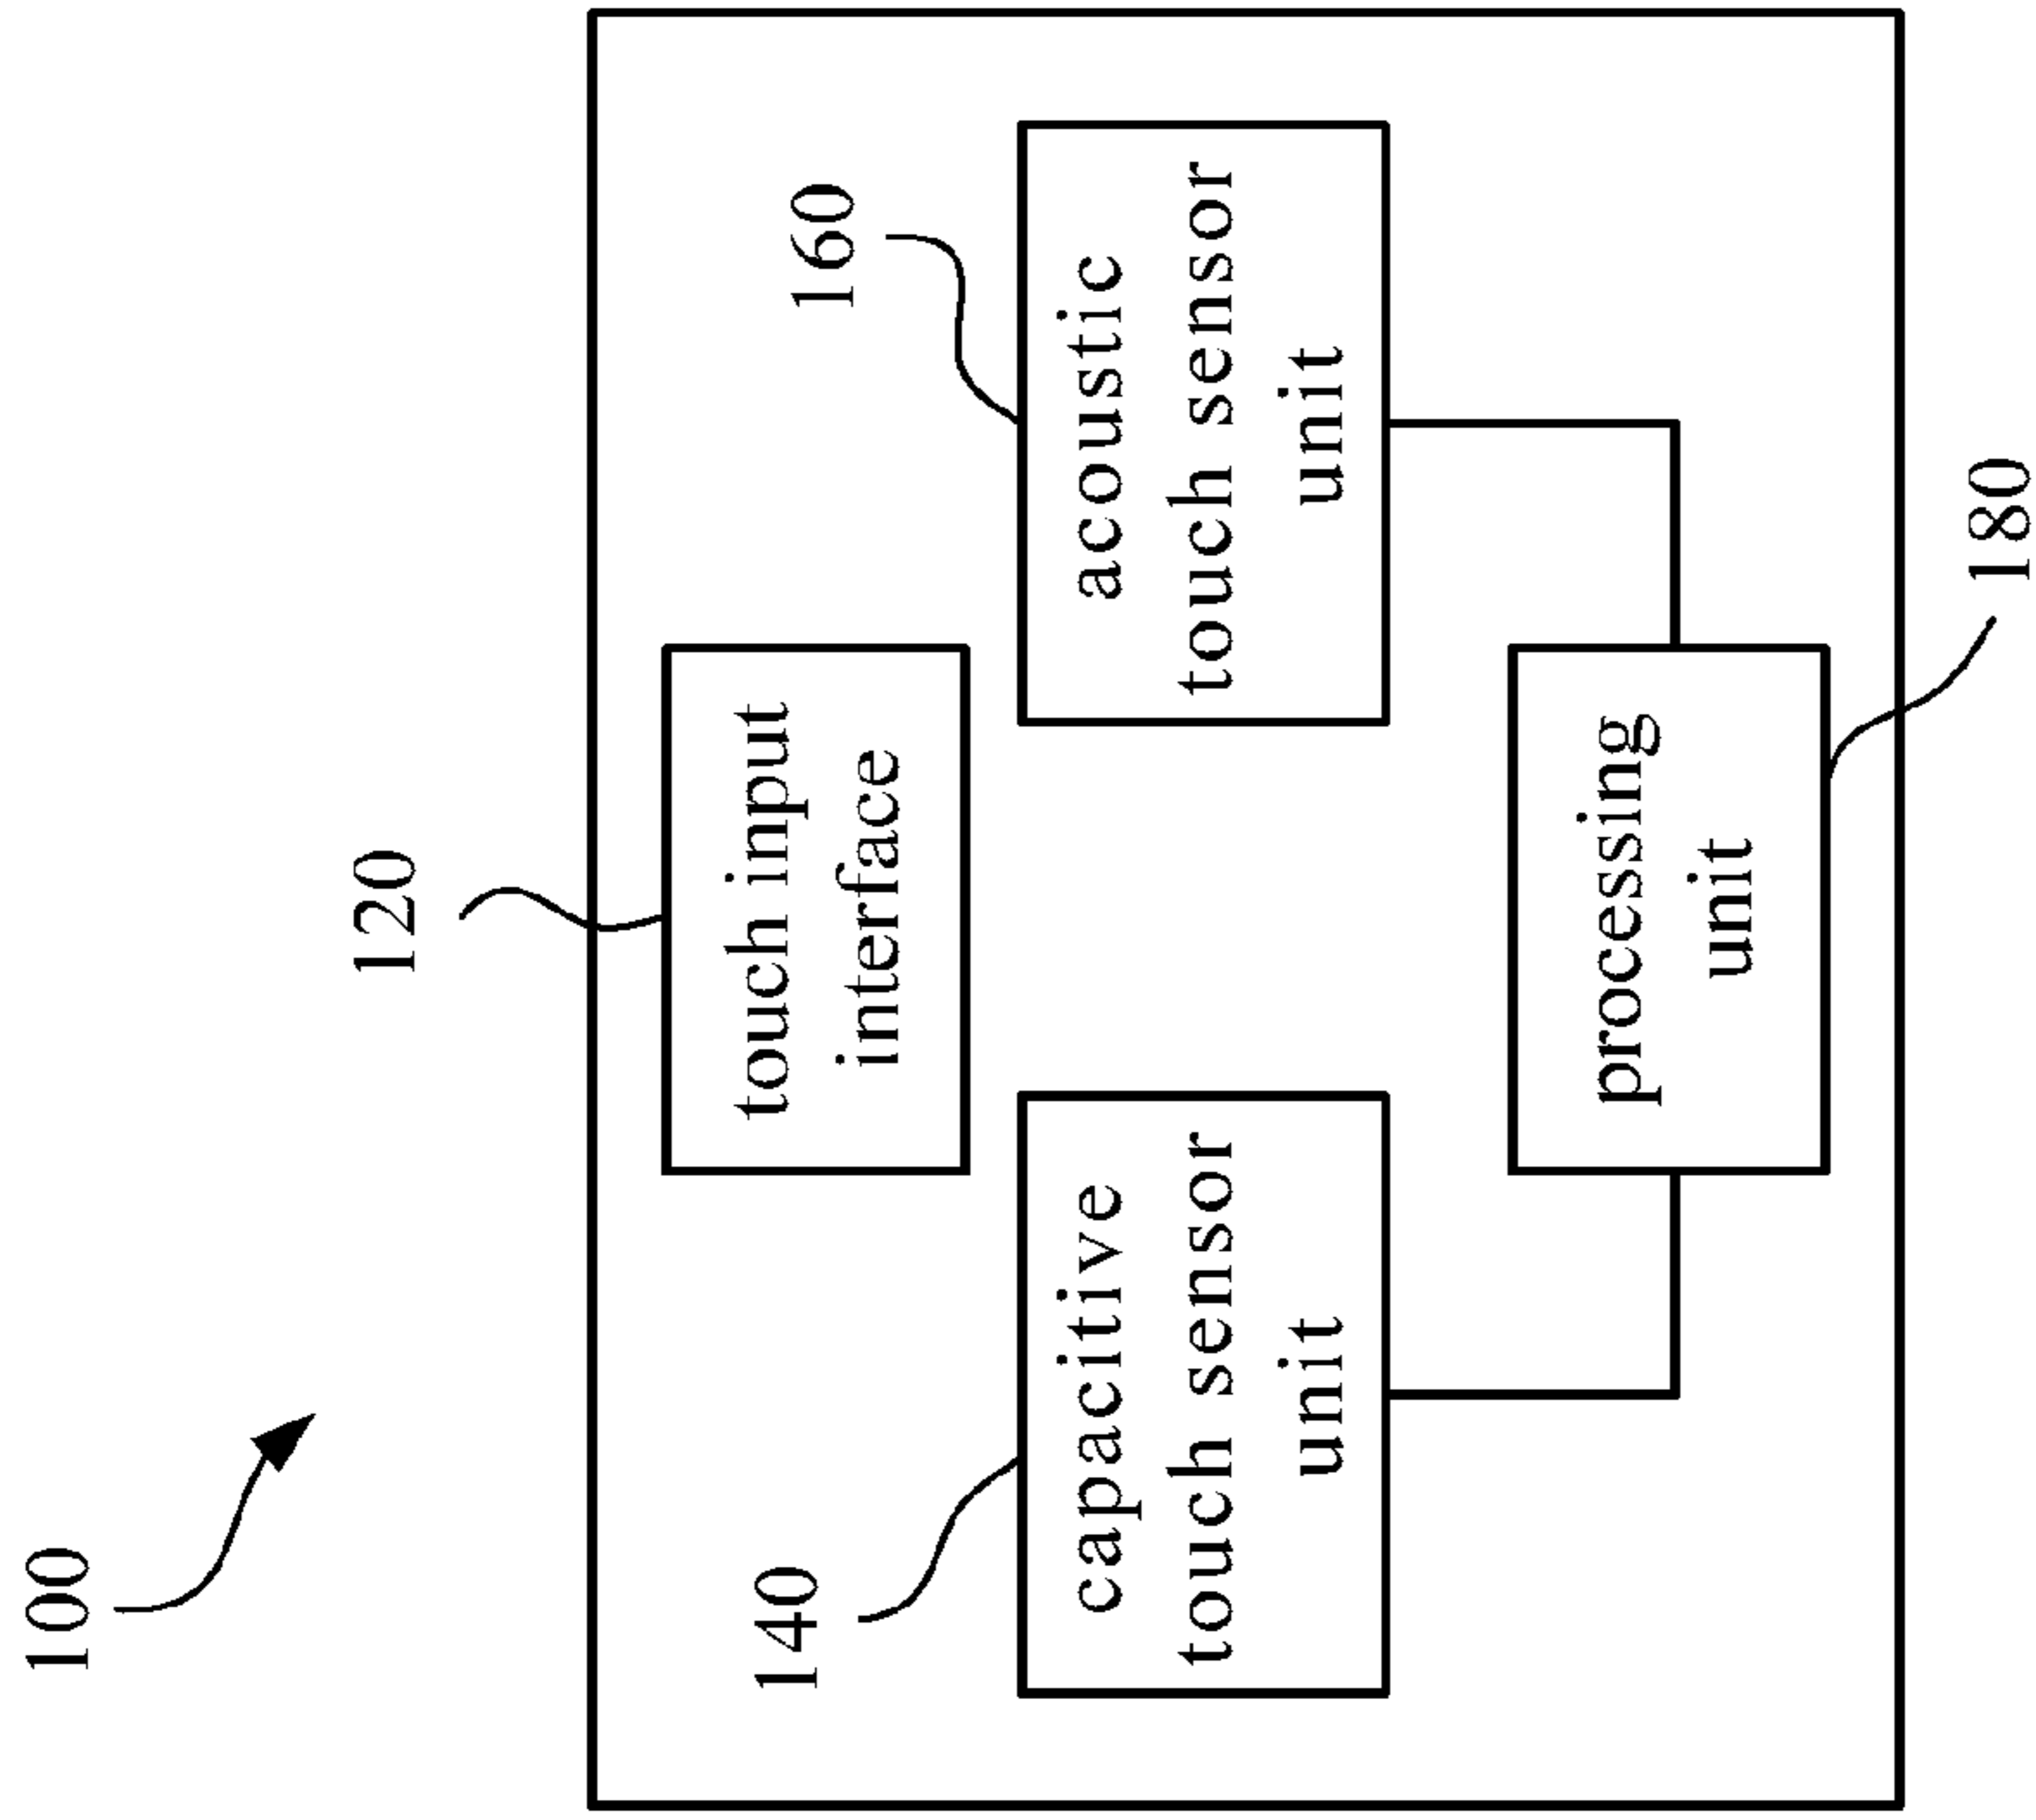 100
120
touch input
interface
140
capacitive
touch sensor
unit
160
acoustic
touch sensor
unit
processing
unit
180